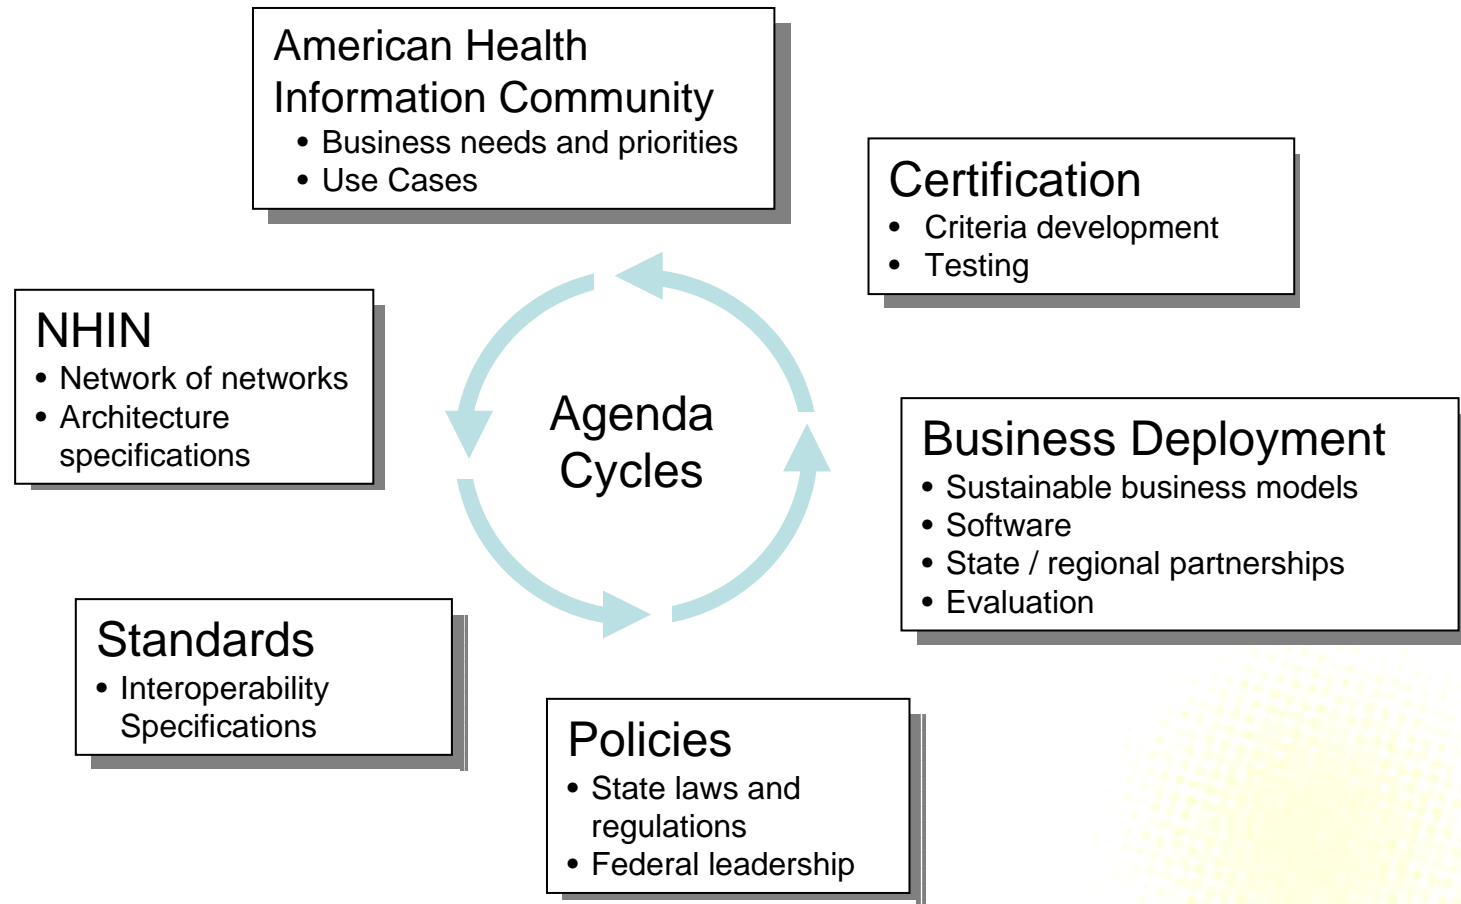 American Health
Information Community
• Business needs and priorities
• Use Cases
Certification
• Criteria development
• Testing
NHIN
• Network of networks
• Architecture
specifications
Agenda
Cycles
Business Deployment
• Sustainable business models
• Software
• State / regional partnerships
• Evaluation
Standards
• Interoperability
Specifications
Policies
• State laws and
regulations
• Federal leadership